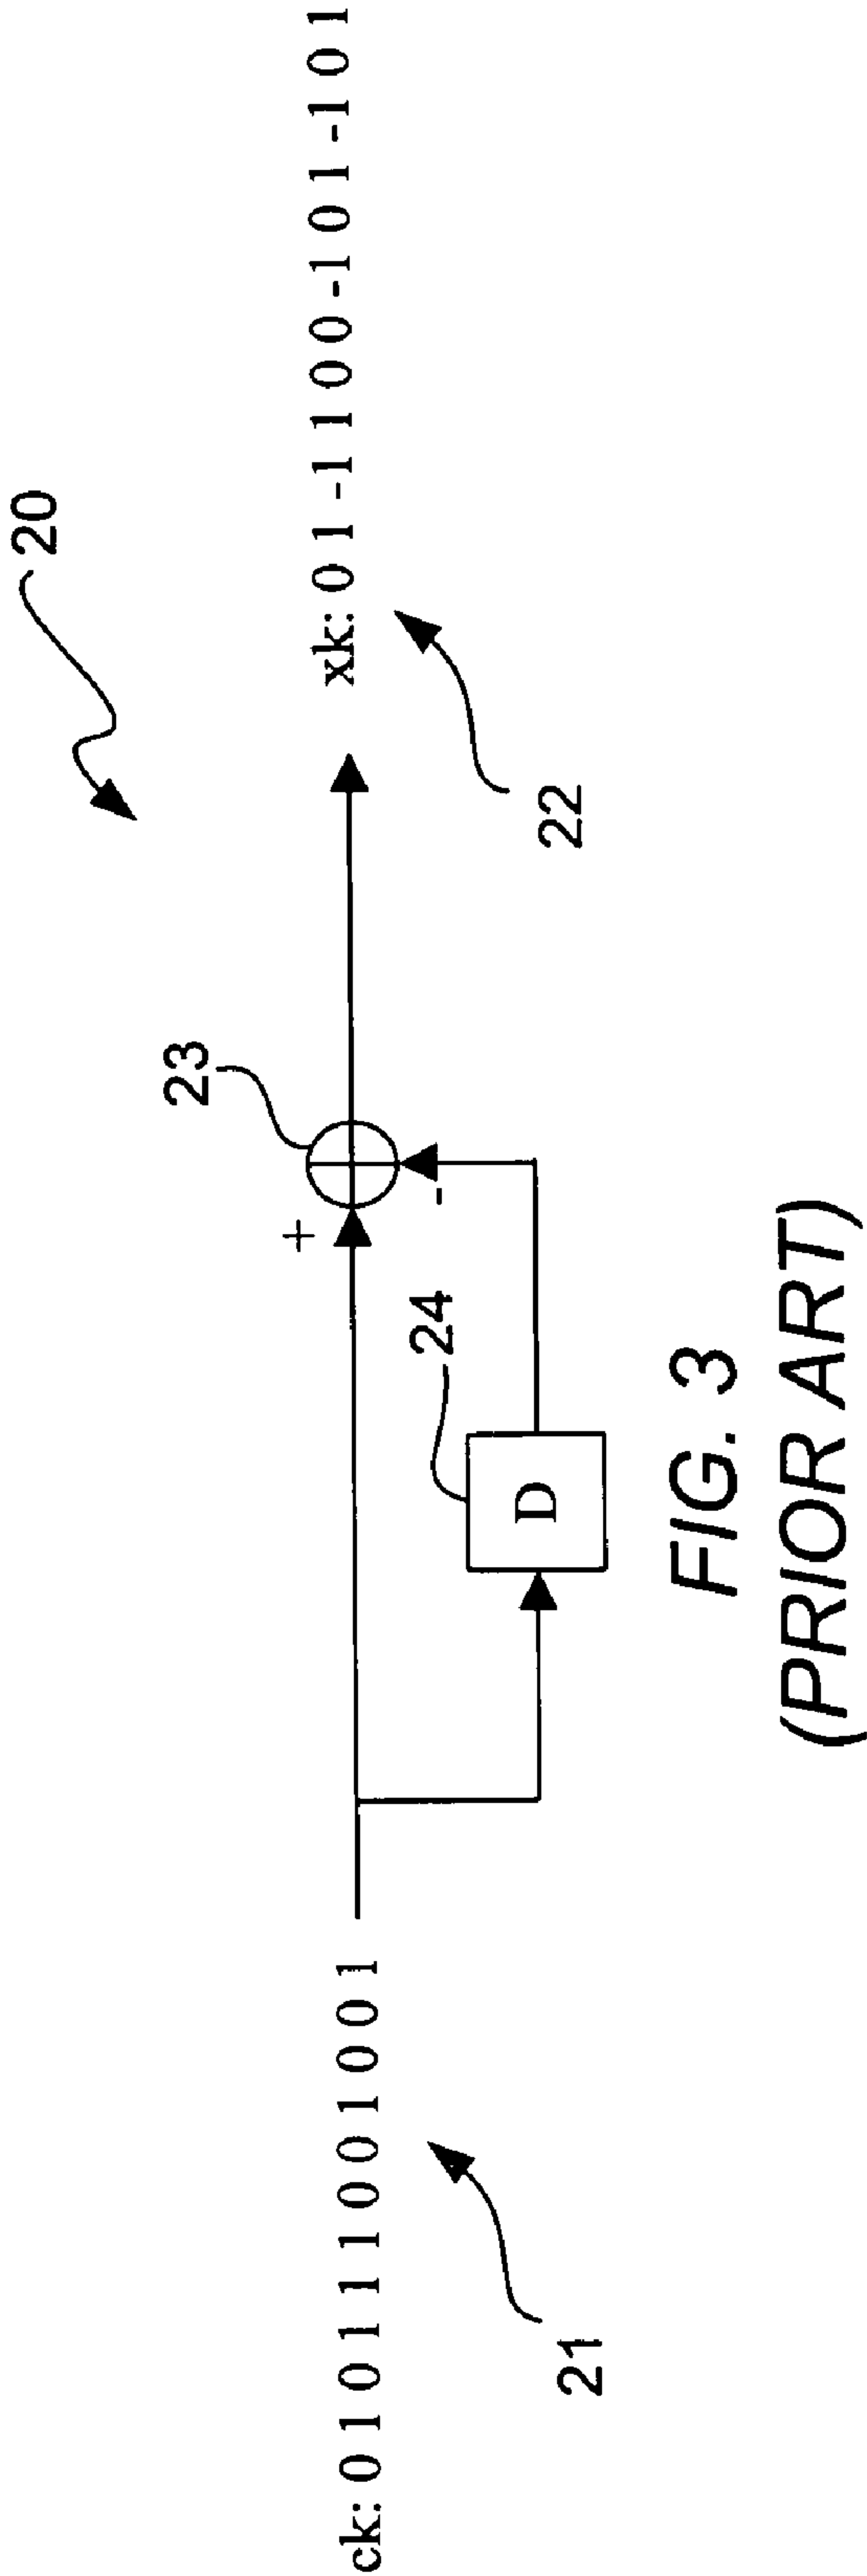 20
23
+
ck: 0 1 0 1 1 1 0 0 1 0 0 1
xk: 0 1 -1 1 0 0 -1 0 1 -1 0 1
24
-
D
21
22
FIG. 3
(PRIOR ART)